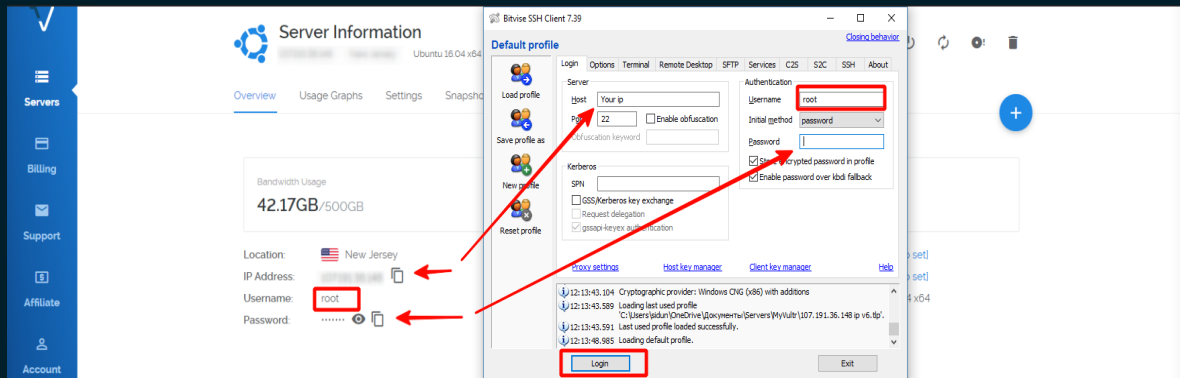 Server Information
Ubuntu 16.04 x64
Servers
Billing
Support
Affiliate
Account
Overview
Usage Graphs
Settings
Snapsho
Bandwidth Usage
42.17GB/500GB
Location:
New Jersey
IP Address:
Username:
root
Password:
Bitvise SSH Client 7.39
Default profile
Closing behavior
Load profile
Save profile as
New profile
Reset profile
Login Options Terminal Remote Desktop SFTP Services C2S S2C SSH About
Server
Host
Your ip
22
Enable obfuscation
Obfuscation keyword
Kerberos
SPN
GSS/Kerberos key exchange
Request delegation
gssapi-keyex authentication
Authentication
Username
root
Initial method
password
Password
encrypted password in profile
Enable password over kbdi fallback
Proxy settings
Host key manager
Client key manager
Help
12:13:43.104 Cryptographic provider: Windows CNG (x86) with additions
12:13:43.589 Loading last used profile
'C:\Users\sidun\OneDrive\Документы\Servers\MyVultr\107.191.36.148 ip v6.tlp'.
12:13:43.591 Last used profile loaded successfully.
12:13:48.985 Loading default profile.
Login
Exit
set]
set]
x64